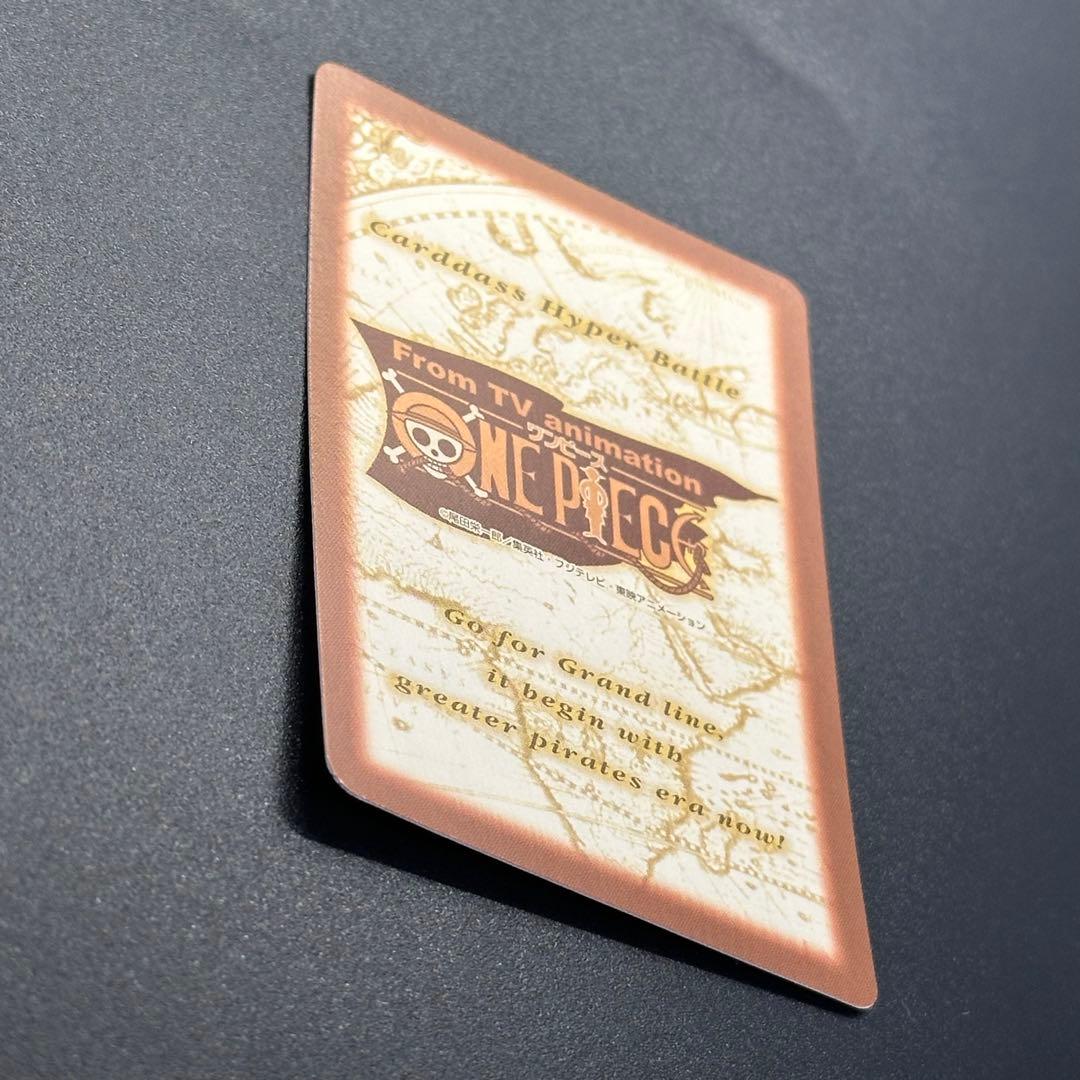 Carddass Hyper Battle
From TV animation
ワンピース
ONE PIECE
©尾田栄一郎／集英社・フジテレビ・東映アニメーション
Go for Grand line,
it begin with
greater pirates era now!